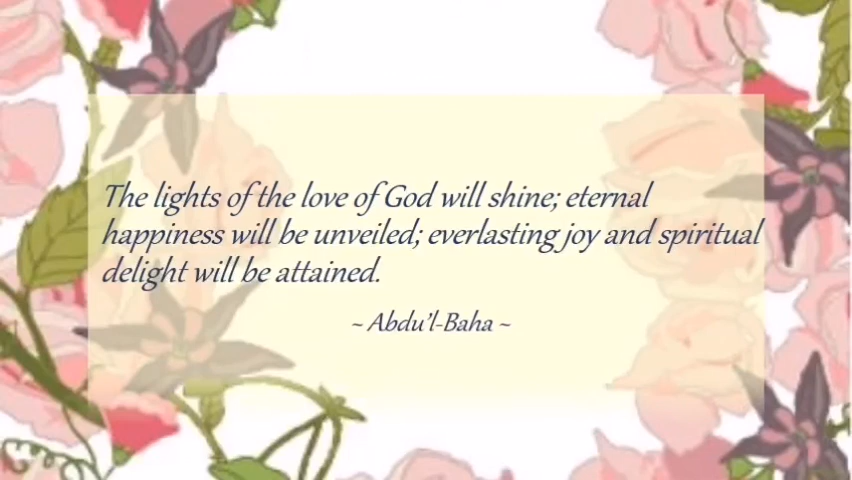 The lights of the love of God will shine; eternal
happiness will be unveiled; everlasting joy and spiritual
delight will be attained.
~ Abdu’l-Baha ~